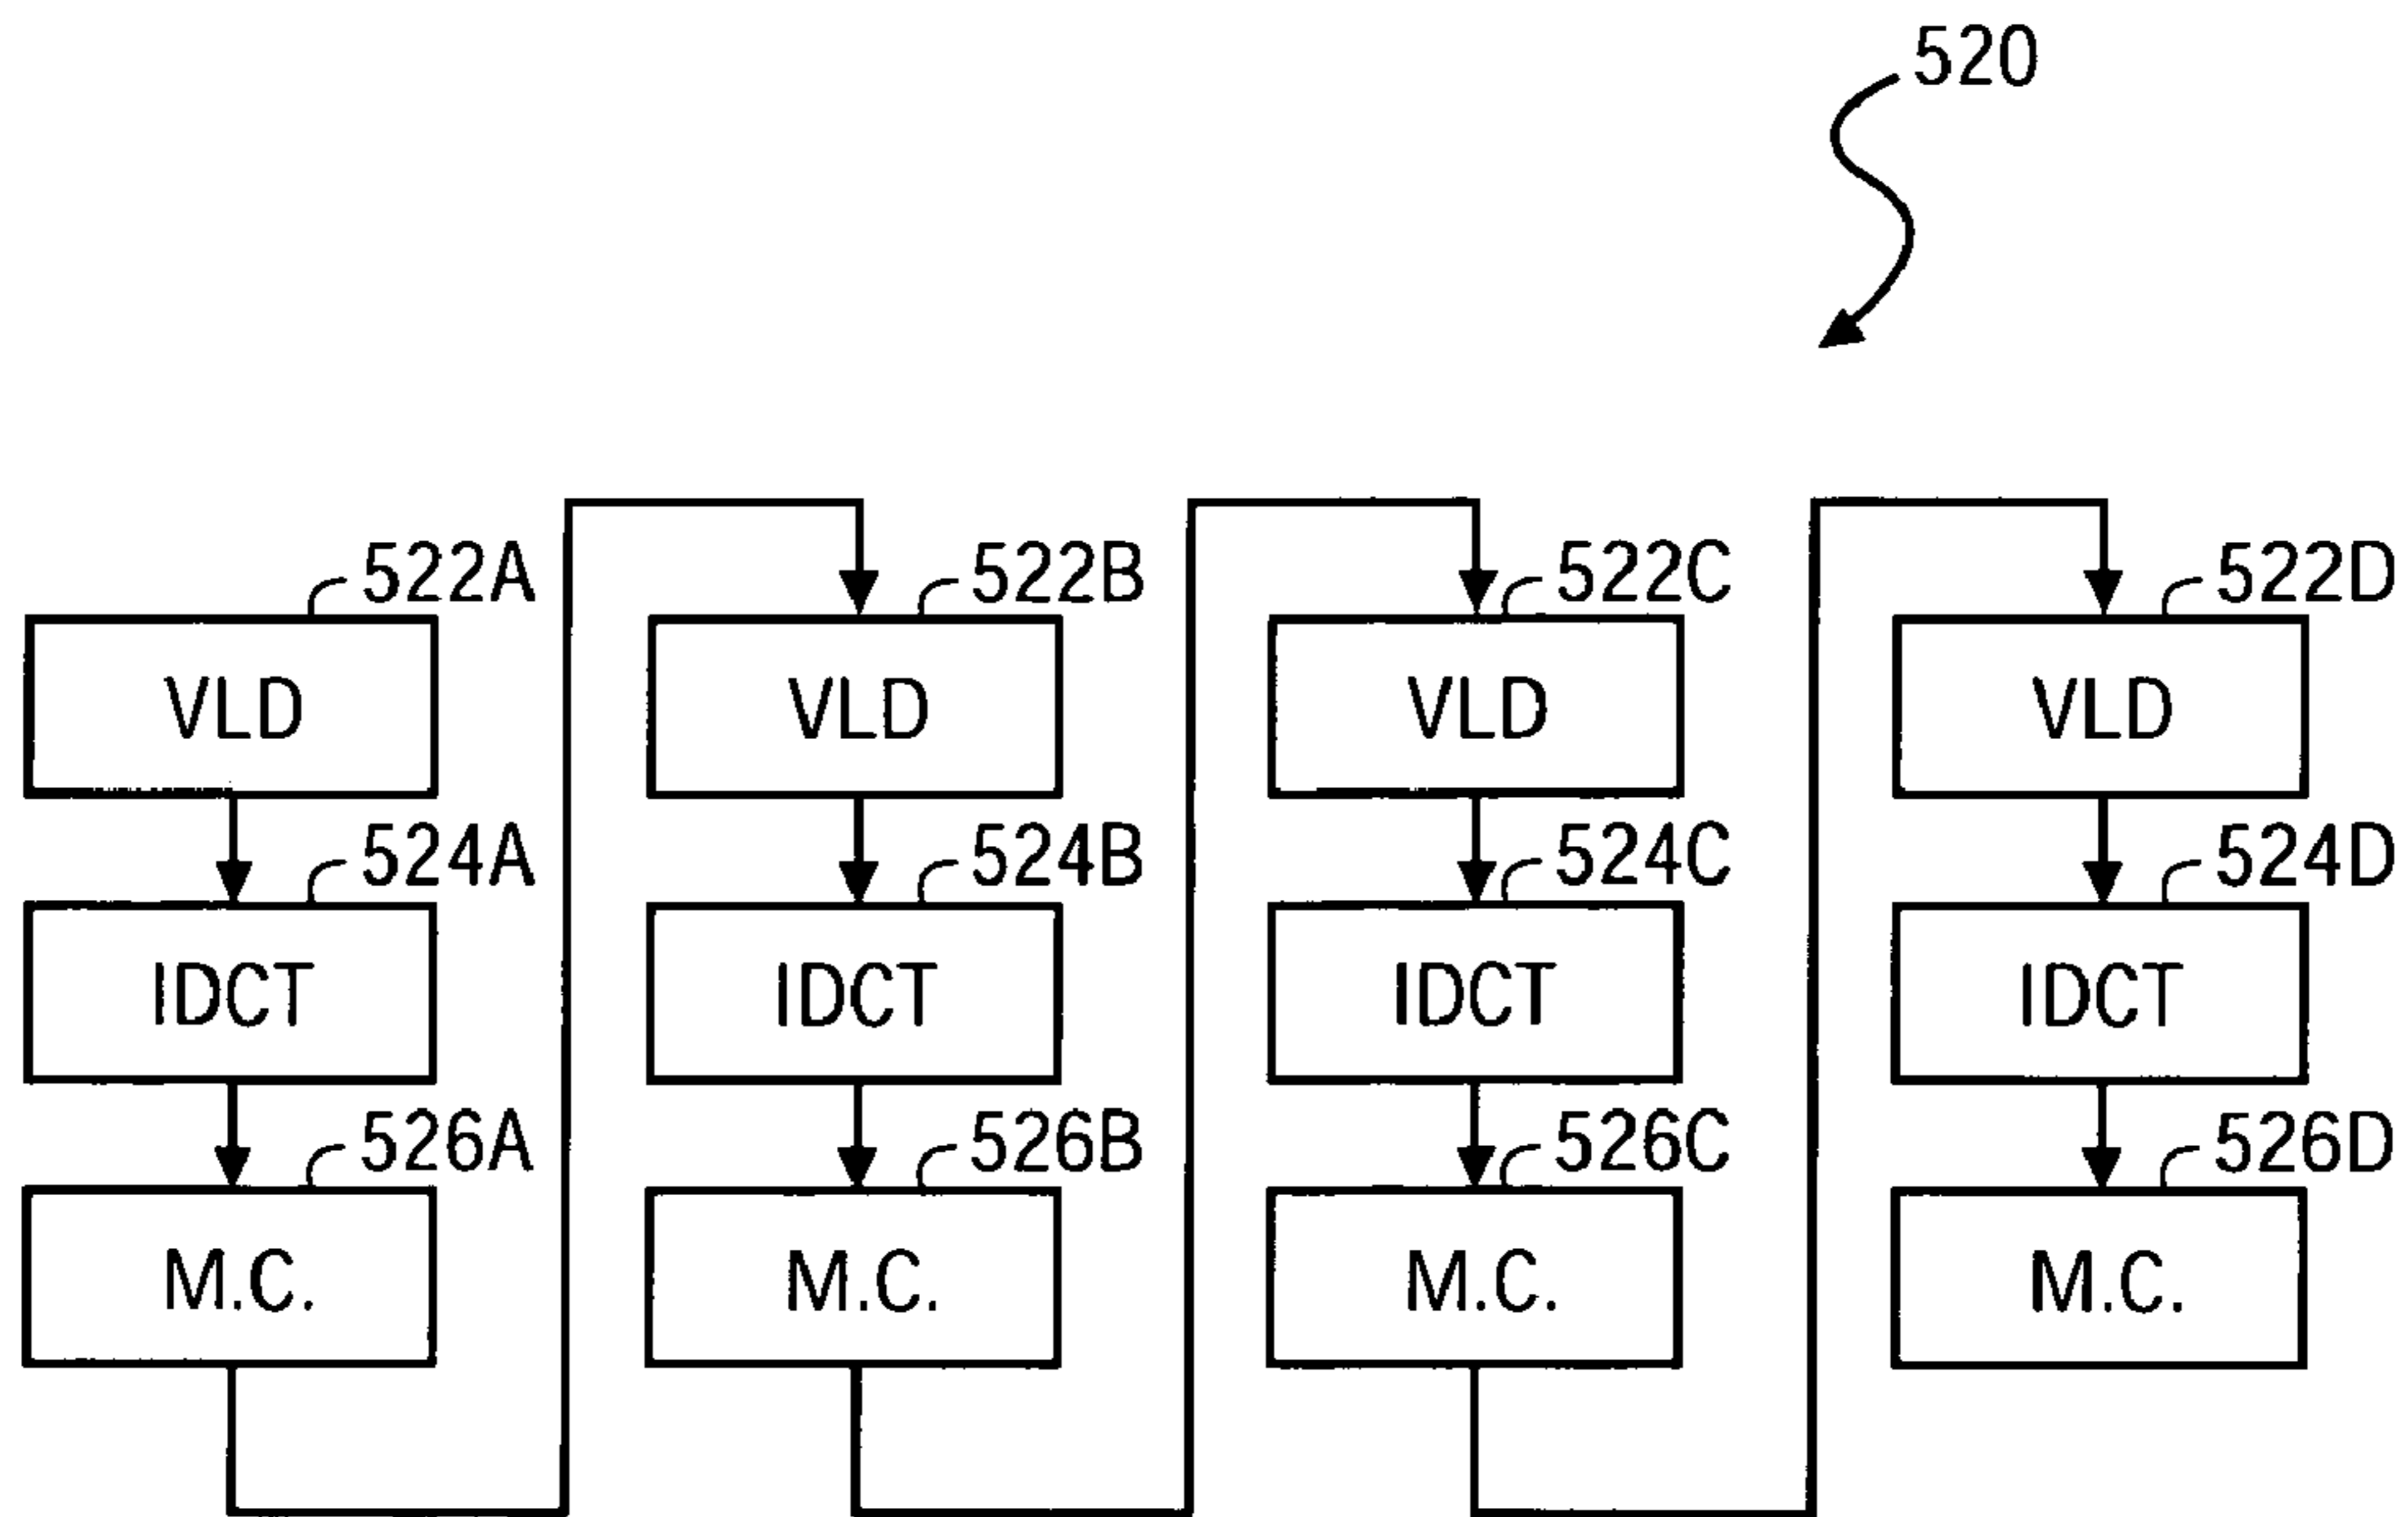 520
522A
522B
522C
522D
VLD
VLD
VLD
VLD
524A
524B
524C
524D
IDCT
IDCT
IDCT
IDCT
526A
526B
526C
526D
M.C.
M.C.
M.C.
M.C.